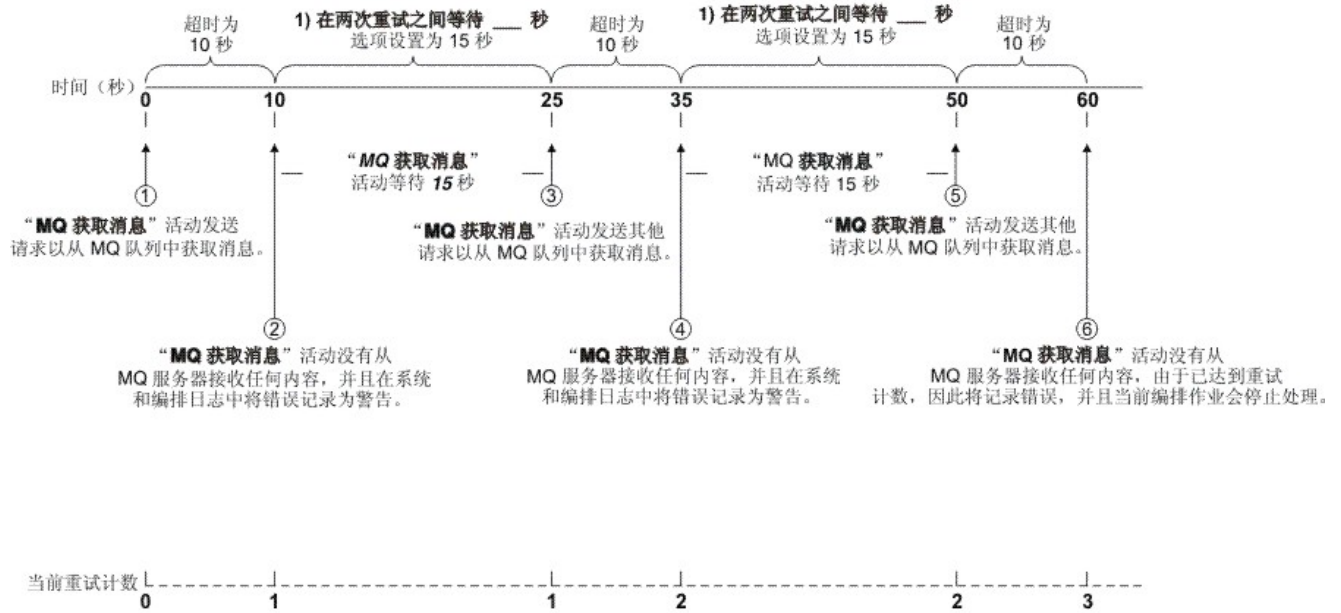 超时为
10 秒
1) 在两次重试之间等待 ___ 秒
选项设置为 15 秒
超时为
10 秒
1) 在两次重试之间等待 ___ 秒
选项设置为 15 秒
超时为
10 秒
时间（秒）
0 10 25 35 50 60
“MQ 获取消息”
活动等待 15 秒
“MQ 获取消息”
活动等待 15 秒
①
“MQ 获取消息”活动发送
请求以从 MQ 队列中获取消息。
③
“MQ 获取消息”活动发送其他
请求以从 MQ 队列中获取消息。
⑤
“MQ 获取消息”活动发送其他
请求以从 MQ 队列中获取消息。
②
“MQ 获取消息”活动没有从
MQ 服务器接收任何内容，并且在系统
和编排日志中将错误记录为警告。
④
“MQ 获取消息”活动没有从
MQ 服务器接收任何内容，并且在系统
和编排日志中将错误记录为警告。
⑥
“MQ 获取消息”活动没有从
MQ 服务器接收任何内容，由于已达到重试
计数，因此将记录错误，并且当前编排作业会停止处理。
当前重试计数
0 1 1 2 2 3